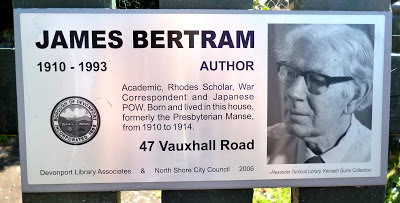 JAMES BERTRAM
1910 - 1993 AUTHOR
Academic, Rhodes Scholar, War
Correspondent and Japanese
POW. Born and lived in this house,
formerly the Presbyterian Manse,
from 1910 to 1914.
47 Vauxhall Road
Devonport Library Associates & North Shore City Council 2006
- Alexander Turnbull Library, Kenneth Quinn Collection